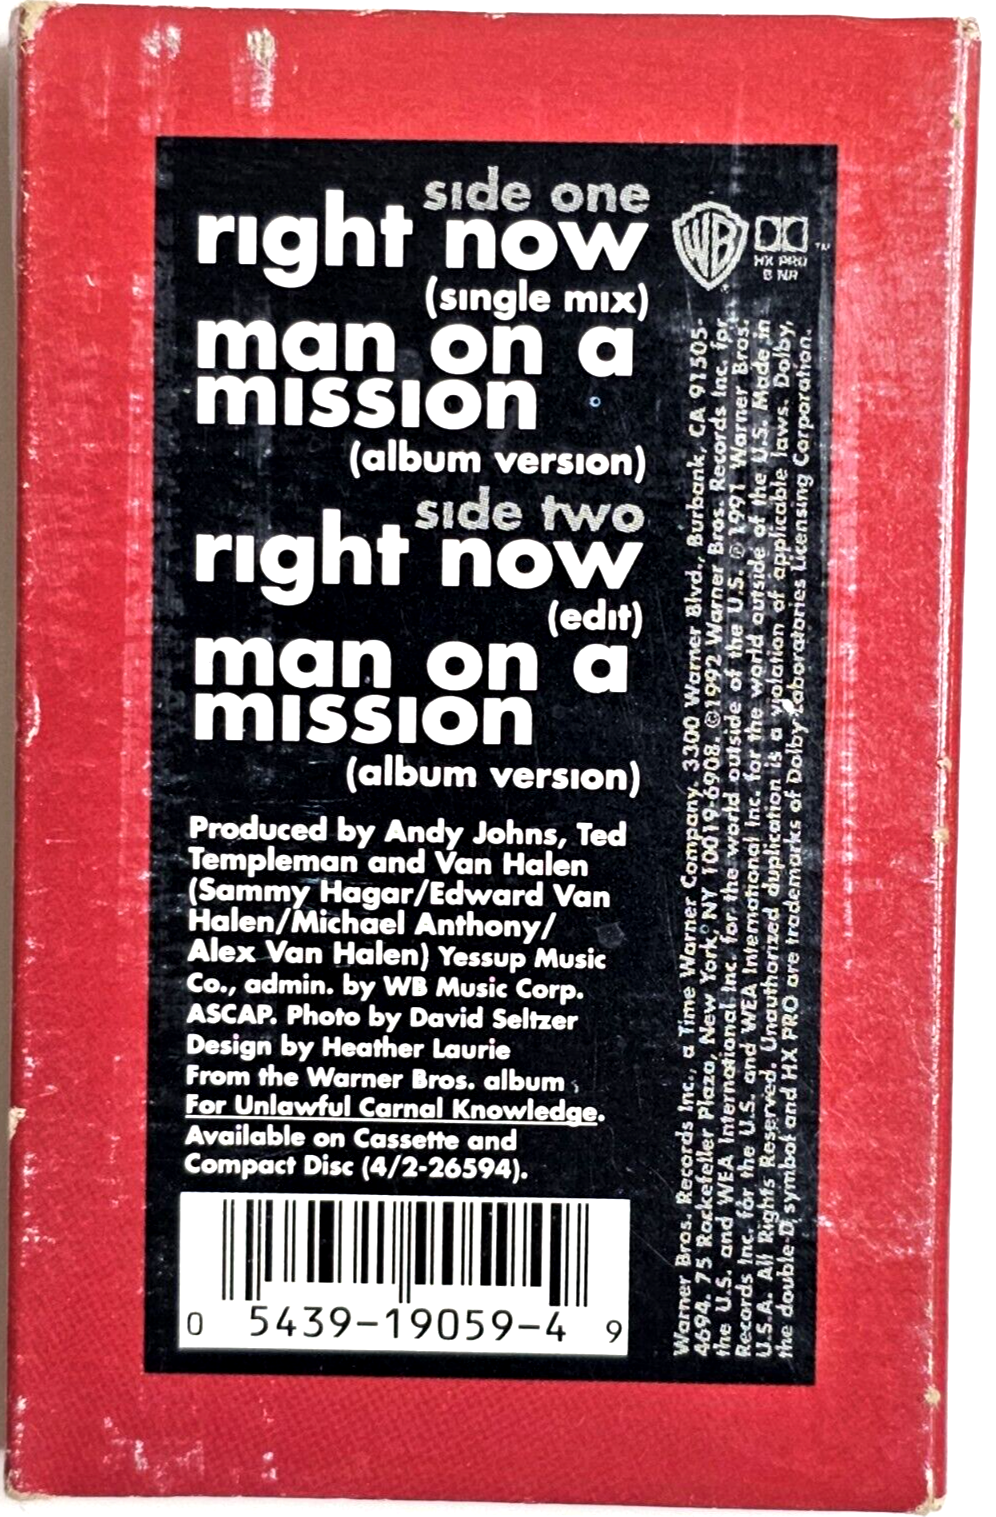 side one
right now
(single mix)
man on a
mission
(album version)
side two
right now
(edit)
man on a
mission
(album version)
Produced by Andy Johns, Ted
Templeman and Van Halen
(Sammy Hagar/Edward Van
Halen/Michael Anthony/
Alex Van Halen) Yessup Music
Co., admin. by WB Music Corp.
ASCAP. Photo by David Seltzer
Design by Heather Laurie
From the Warner Bros. album
For Unlawful Carnal Knowledge.
Available on Cassette and
Compact Disc (4/2-26594).
0 5439-19059-4 9
WB
HX PRO
B NR
™
Warner Bros. Records Inc., a Time Warner Company, 3300 Warner Blvd., Burbank, CA 91505-
4694. 75 Rockefeller Plaza, New York, NY 10019-6908. ©1992 Warner Bros. Records Inc. for
the U.S. and WEA International Inc. for the world outside of the U.S. ℗ 1991 Warner Bros.
Records Inc. for the U.S. and WEA International Inc. for the world outside of the U.S. Made in
U.S.A. All Rights Reserved. Unauthorized duplication is a violation of applicable laws. Dolby,
the double-D symbol and HX PRO are trademarks of Dolby Laboratories Licensing Corporation.